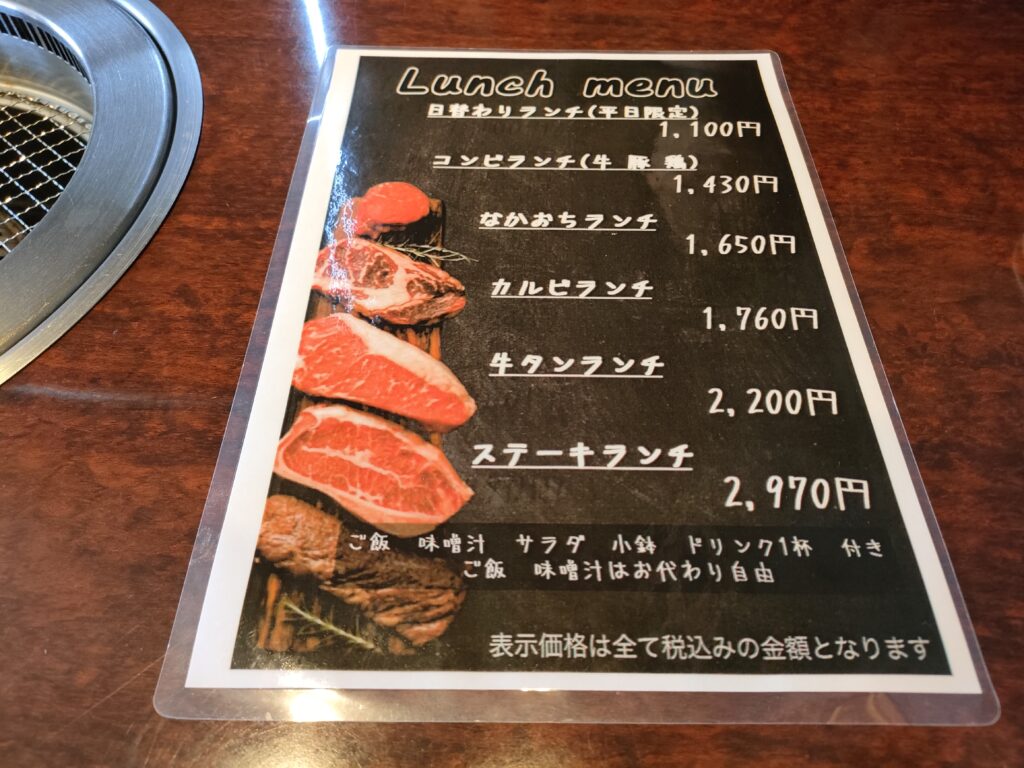 Lunch menu
日替わりランチ(平日限定)
1,100円
コンビランチ(牛 豚 鶏)
1,430円
なかおちランチ
1,650円
カルビランチ
1,760円
牛タンランチ
2,200円
ステーキランチ
2,970円
ご飯 味噌汁 サラダ 小鉢 ドリンク1杯 付き
ご飯 味噌汁はお代わり自由
表示価格は全て税込みの金額となります